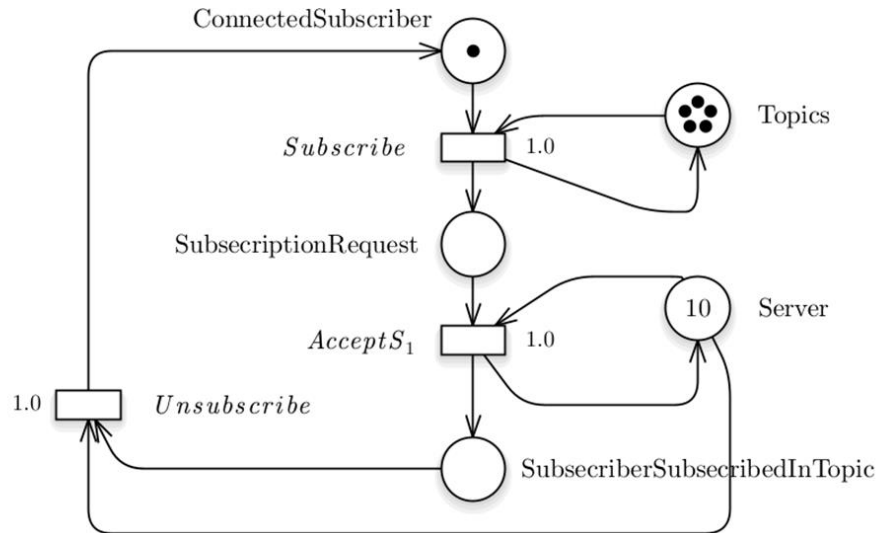 ConnectedSubscriber
Topics
Subscribe 1.0
SubsecriptionRequest
10 Server
AcceptS₁ 1.0
1.0 Unsubscribe
SubsecriberSubsecribedInTopic